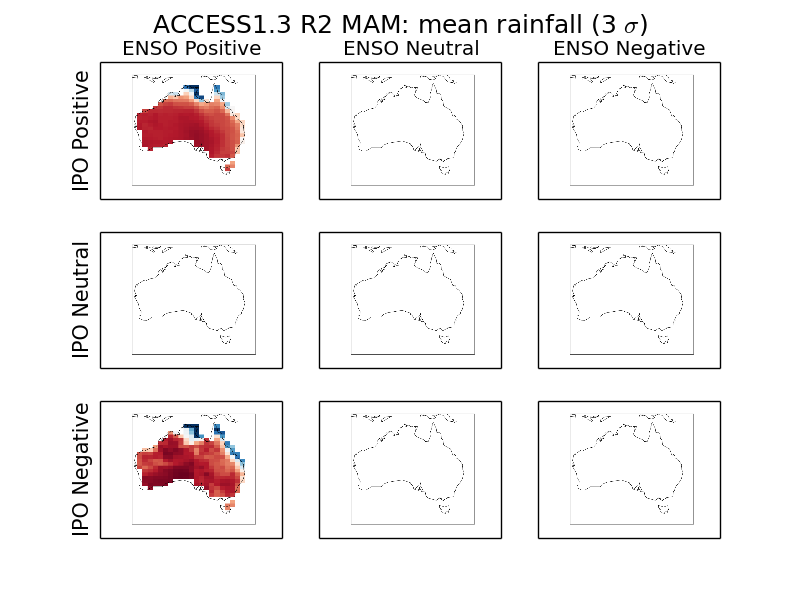 ACCESS1.3 R2 MAM: mean rainfall (3 σ)
ENSO Positive
ENSO Neutral
ENSO Negative
IPO Positive
IPO Neutral
IPO Negative